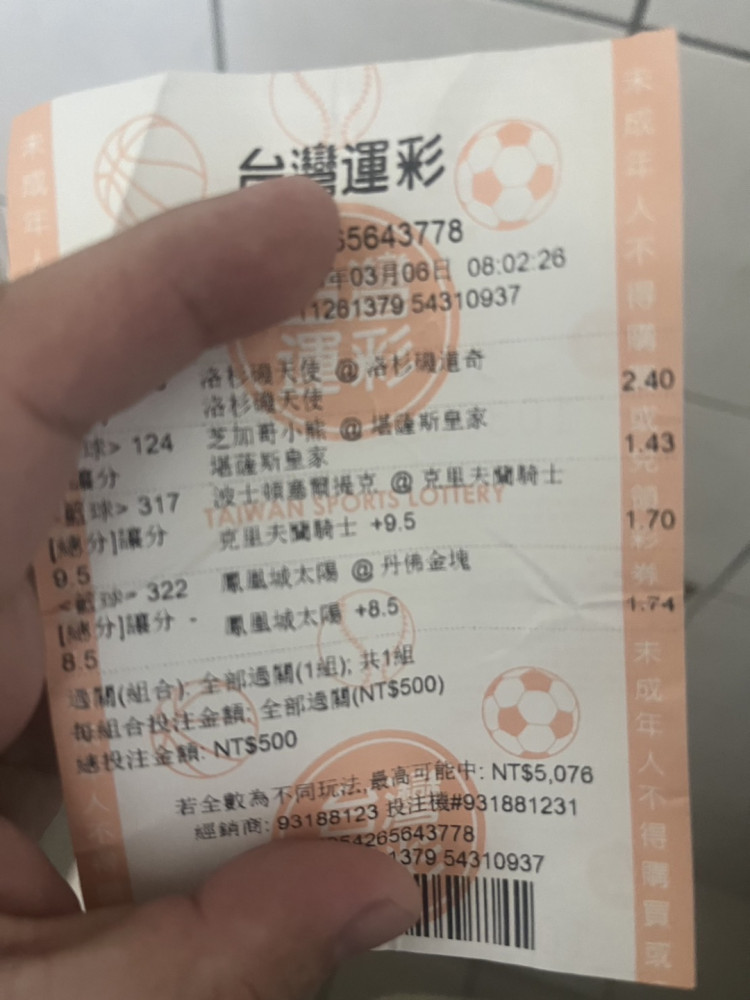 台灣運彩
65643778
年03月06日 08:02:26
11261379 54310937
洛杉磯天使 @ 洛杉磯道奇
洛杉磯天使 2.40
球> 124 芝加哥小熊 @ 堪薩斯皇家
讓分 堪薩斯皇家 1.43
<籃球> 317 波士頓塞爾提克 @ 克里夫蘭騎士
TAIWAN SPORTS LOTTERY
[總分]讓分 克里夫蘭騎士 +9.5 1.70
9.5
<籃球> 322 鳳凰城太陽 @ 丹佛金塊
[總分]讓分 - 鳳凰城太陽 +8.5 1.74
8.5
過關(組合): 全部過關(1組); 共1組
每組合投注金額: 全部過關(NT$500)
總投注金額: NT$500
若全數為不同玩法,最高可能中: NT$5,076
經銷商: 93188123 投注機#931881231
54265643778
1379 54310937
未成年人
未成年人不得購
未成年人不得購買或